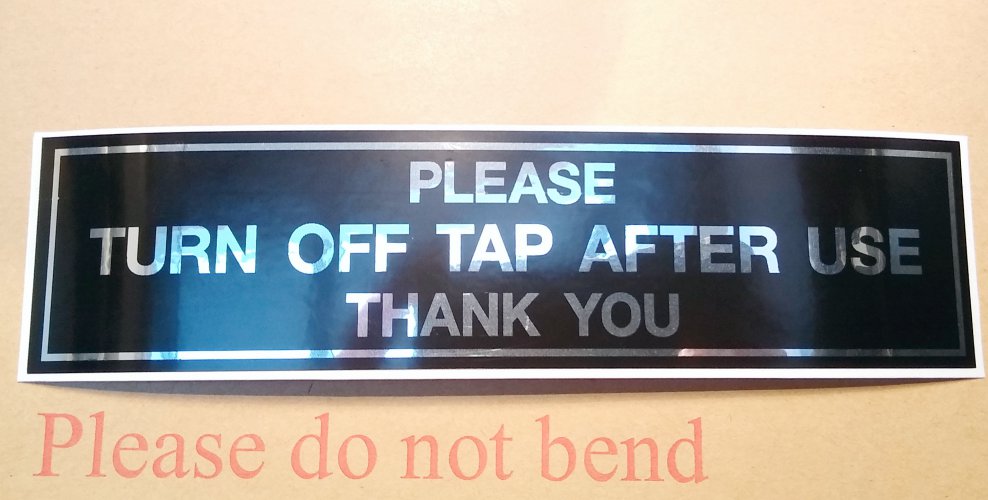 PLEASE
TURN OFF TAP AFTER USE
THANK YOU
Please do not bend